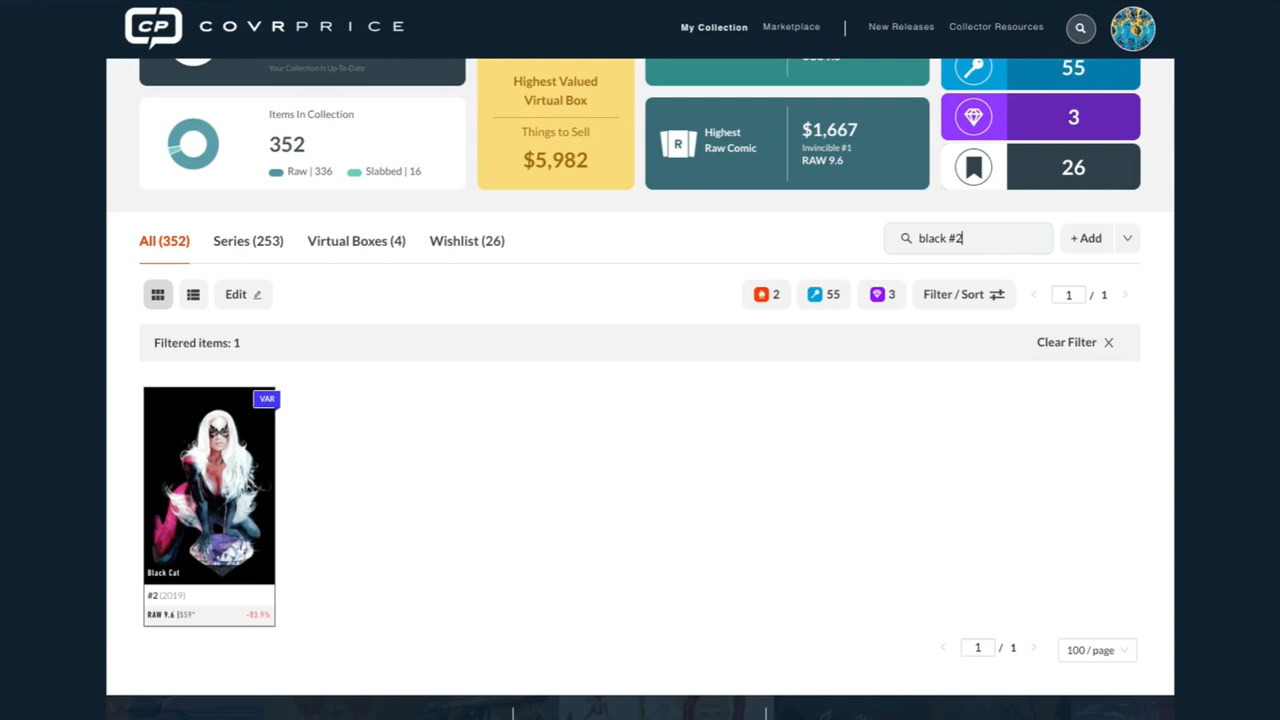 CP COVRPRICE
My Collection
Marketplace
New Releases
Collector Resources
Your Collection Is Up-To-Date
Items In Collection
352
Raw | 336
Slabbed | 16
Highest Valued
Virtual Box
Things to Sell
$5,982
R
Highest
Raw Comic
$1,667
Invincible #1
RAW 9.6
55
3
26
All (352)
Series (253)
Virtual Boxes (4)
Wishlist (26)
black #2
+ Add
Edit
2
55
3
Filter / Sort
1 / 1
Filtered items: 1
Clear Filter
VAR
Black Cat
#2 (2019)
RAW 9.6 | $59*
-83.9%
1 / 1
100 / page